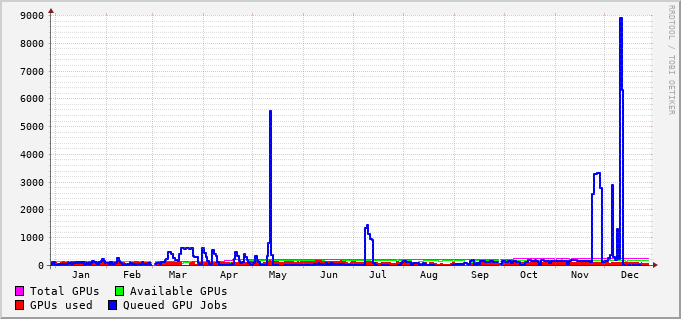 9000
8000
7000
6000
5000
4000
3000
2000
1000
0
Jan Feb Mar Apr May Jun Jul Aug Sep Oct Nov Dec
Total GPUs Available GPUs
GPUs used Queued GPU Jobs
RRDTOOL / TOBI OETIKER